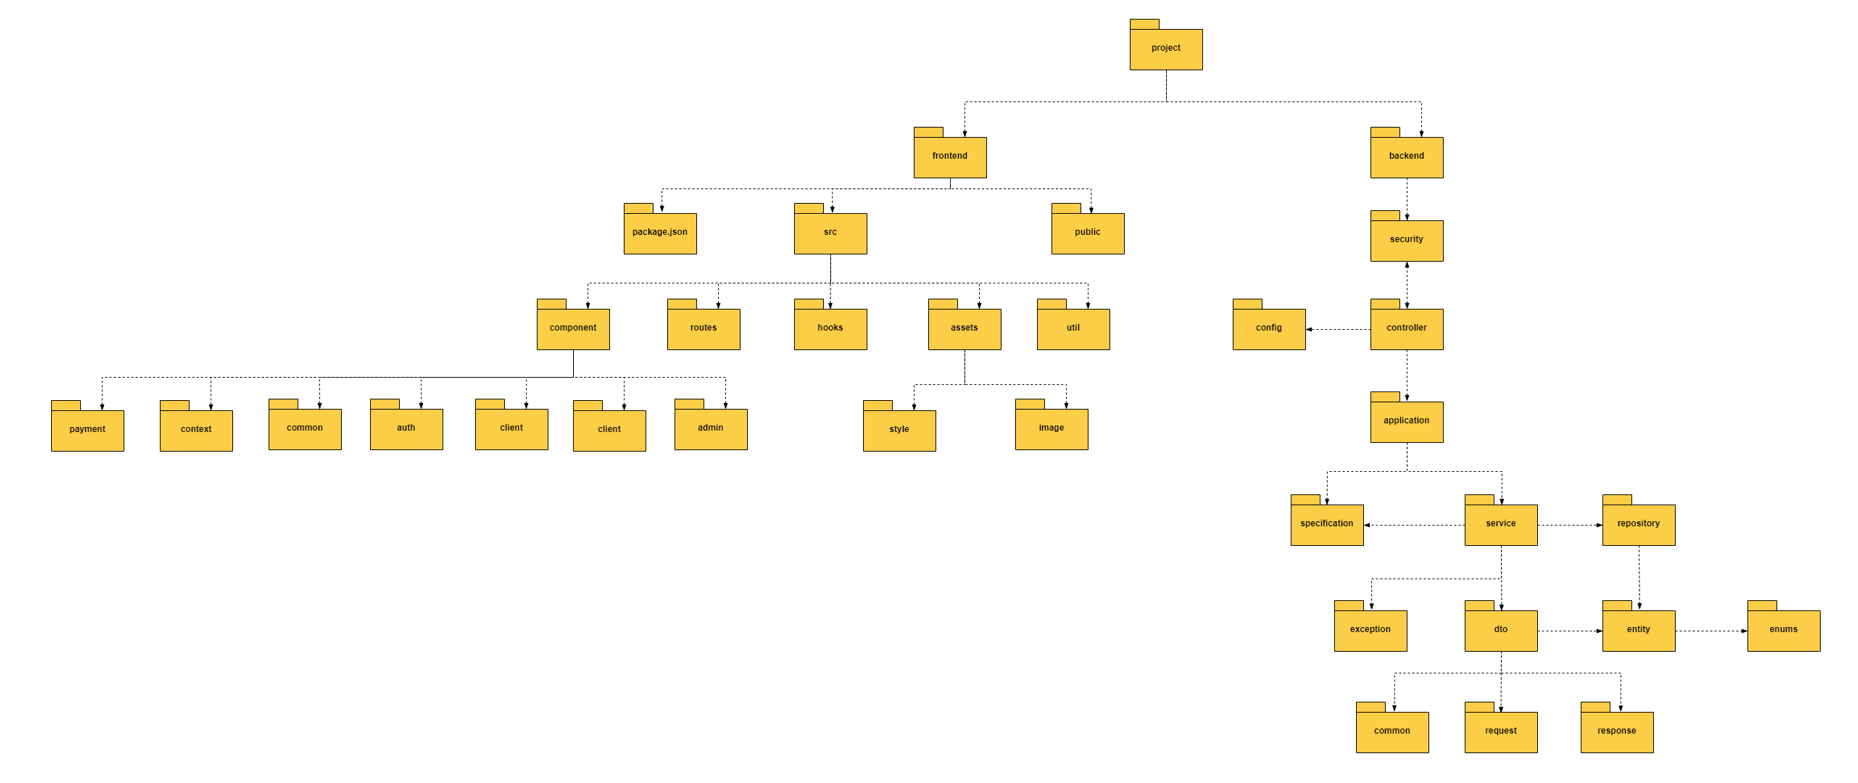 project
frontend
backend
package.json
src
public
security
component
routes
hooks
assets
util
config
controller
payment
context
common
auth
client
client
admin
style
image
application
specification
service
repository
exception
dto
entity
enums
common
request
response